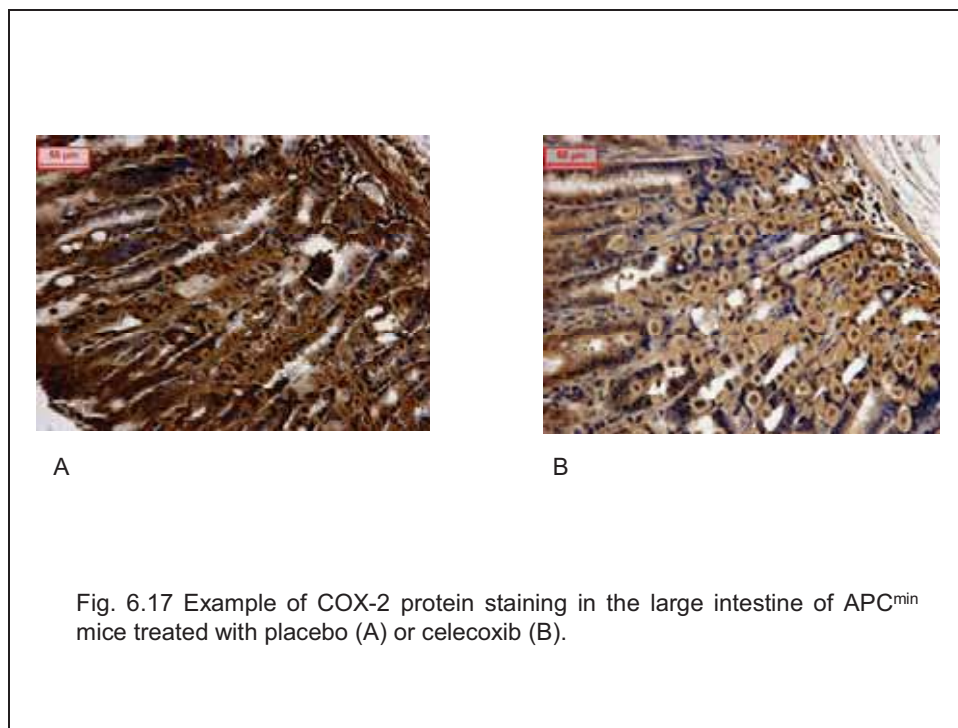 A
B
Fig. 6.17 Example of COX-2 protein staining in the large intestine of APCmin
mice treated with placebo (A) or celecoxib (B).